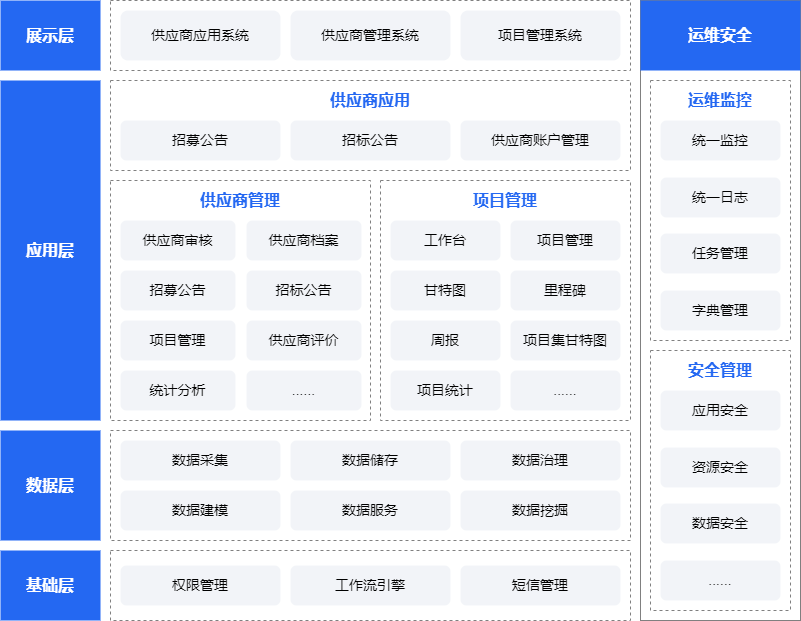 展示层
供应商应用系统
供应商管理系统
项目管理系统
应用层
供应商应用
招募公告
招标公告
供应商账户管理
供应商管理
供应商审核
供应商档案
招募公告
招标公告
项目管理
供应商评价
统计分析
......
项目管理
工作台
项目管理
甘特图
里程碑
周报
项目集甘特图
项目统计
......
数据层
数据采集
数据储存
数据治理
数据建模
数据服务
数据挖掘
基础层
权限管理
工作流引擎
短信管理
运维安全
运维监控
统一监控
统一日志
任务管理
字典管理
安全管理
应用安全
资源安全
数据安全
......